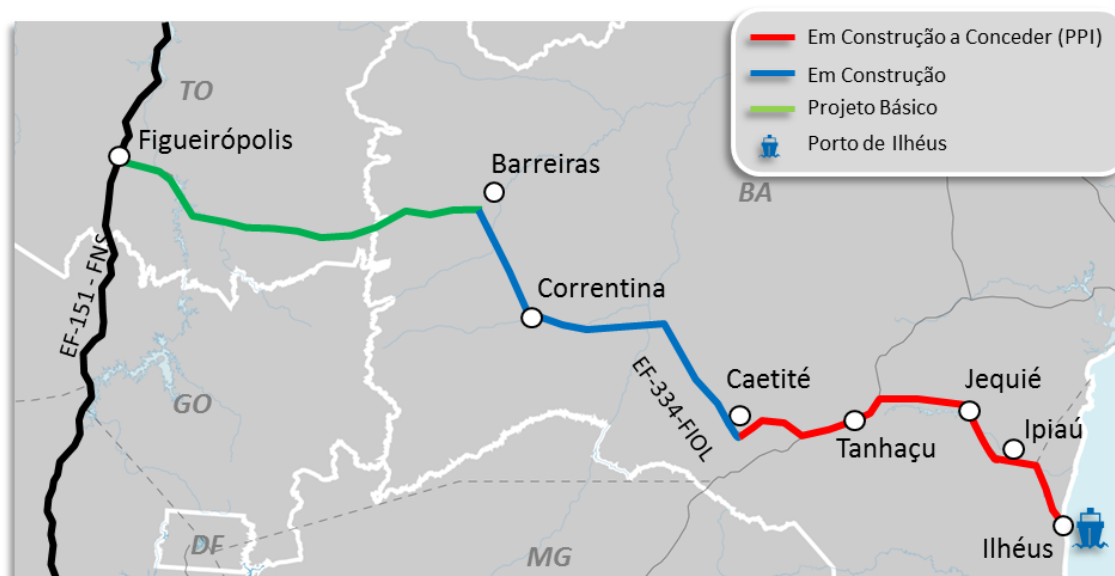 Em Construção a Conceder (PPI)
Em Construção
Projeto Básico
Porto de Ilhéus
TO
Figueirópolis
Barreiras
BA
EF-151 - FNS
Correntina
GO
EF-334-FIOL
Caetité
Jequié
Ipiaú
Tanhaçu
DF
MG
Ilhéus